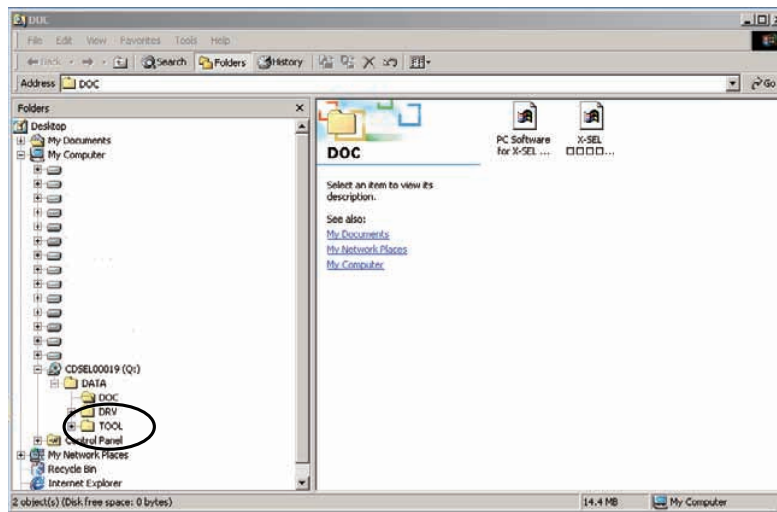 DOC
File Edit View Favorites Tools Help
Back Search Folders History
Address DOC Go
Folders
Desktop
My Documents
My Computer
CDSEL00019 (Q:)
DATA
DOC
DRV
TOOL
Control Panel
My Network Places
Recycle Bin
Internet Explorer
DOC
Select an item to view its
description.
See also:
My Documents
My Network Places
My Computer
PC Software
for X-SEL ...
X-SEL
□□□□...
2 object(s) (Disk free space: 0 bytes) 14.4 MB My Computer